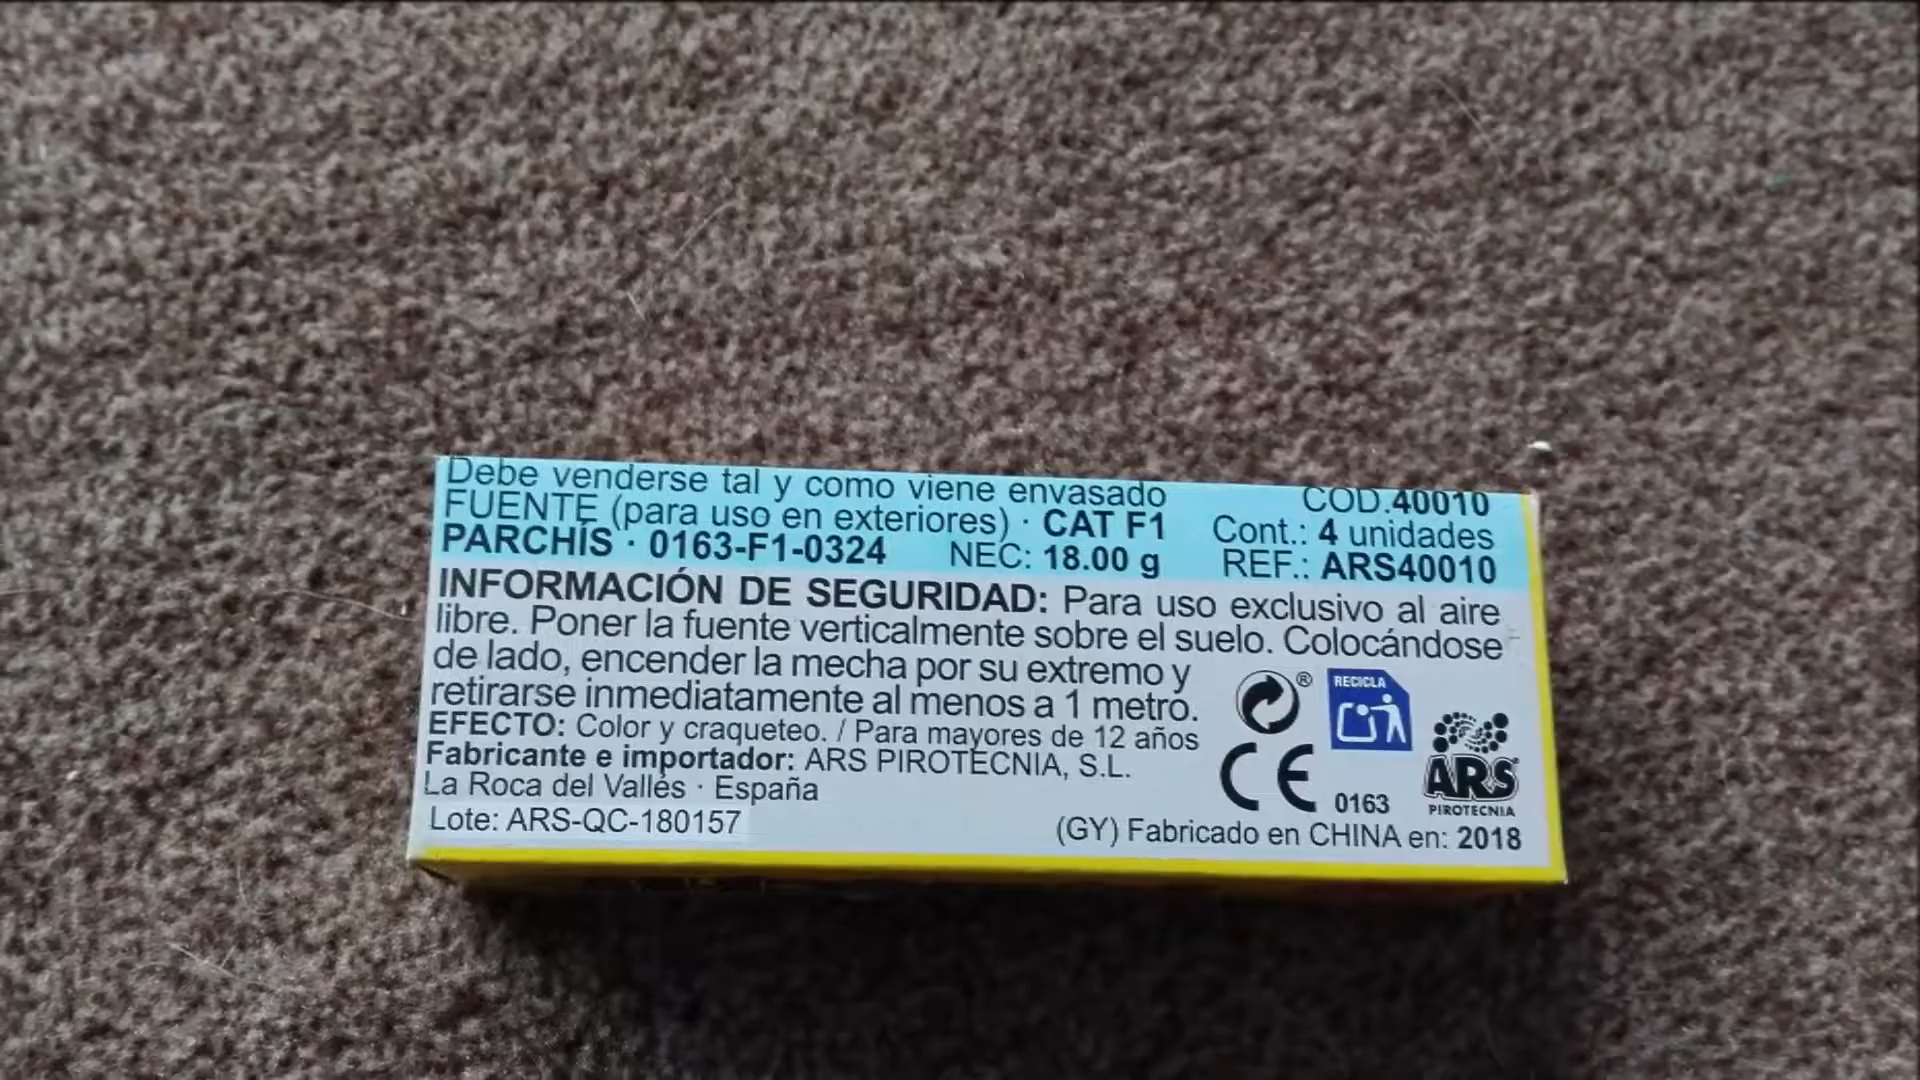 Debe venderse tal y como viene envasado COD.40010
FUENTE (para uso en exteriores) · CAT F1 Cont.: 4 unidades
PARCHÍS · 0163-F1-0324 NEC: 18.00 g REF.: ARS40010
INFORMACIÓN DE SEGURIDAD: Para uso exclusivo al aire
libre. Poner la fuente verticalmente sobre el suelo. Colocándose
de lado, encender la mecha por su extremo y
retirarse inmediatamente al menos a 1 metro.
EFECTO: Color y craqueteo. / Para mayores de 12 años
Fabricante e importador: ARS PIROTECNIA, S.L.
La Roca del Vallés · España
Lote: ARS-QC-180157
®
RECICLA
CE 0163
ARS
PIROTECNIA
(GY) Fabricado en CHINA en: 2018